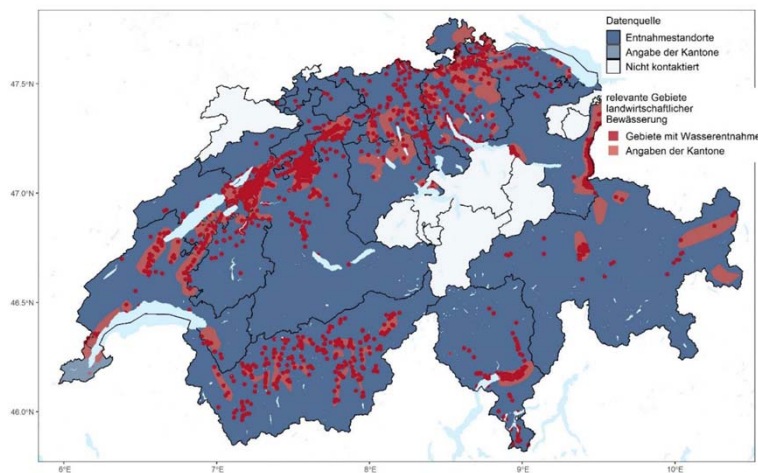 Datenquelle
Entnahmestandorte
Angabe der Kantone
Nicht kontaktiert
relevante Gebiete
landwirtschaftlicher
Bewässerung
Gebiete mit Wasserentnahme
Angaben der Kantone
47.5°N
47.0°N
46.5°N
46.0°N
6°E
7°E
8°E
9°E
10°E